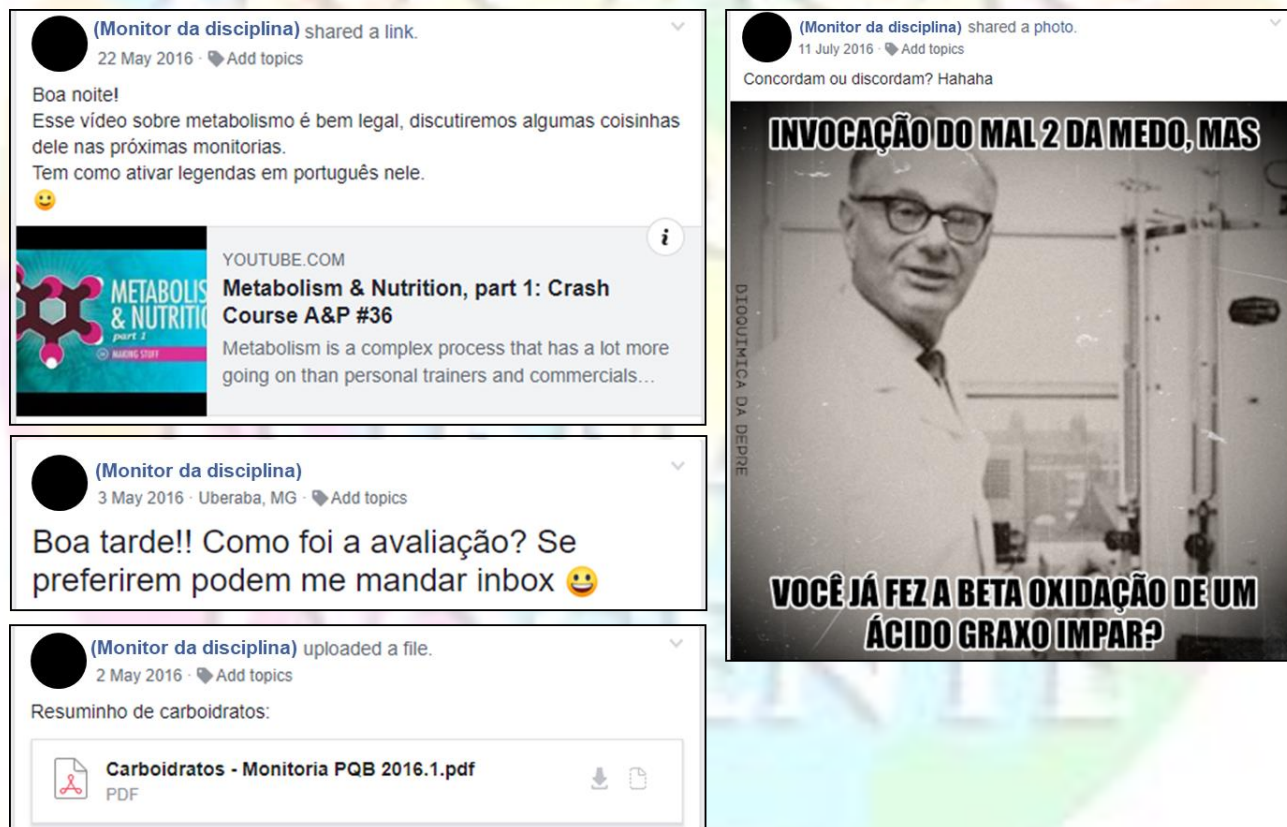 (Monitor da disciplina) shared a link.
22 May 2016 · Add topics
Boa noite!
Esse vídeo sobre metabolismo é bem legal, discutiremos algumas coisinhas
dele nas próximas monitorias.
Tem como ativar legendas em português nele.
METABOLIS
& NUTRITIO
part 1
MAKING STUFF
i
YOUTUBE.COM
Metabolism & Nutrition, part 1: Crash
Course A&P #36
Metabolism is a complex process that has a lot more
going on than personal trainers and commercials...
(Monitor da disciplina)
3 May 2016 · Uberaba, MG · Add topics
Boa tarde!! Como foi a avaliação? Se
preferirem podem me mandar inbox
(Monitor da disciplina) uploaded a file.
2 May 2016 · Add topics
Resuminho de carboidratos:
Carboidratos - Monitoria PQB 2016.1.pdf
PDF
(Monitor da disciplina) shared a photo.
11 July 2016 · Add topics
Concordam ou discordam? Hahaha
INVOCAÇÃO DO MAL 2 DA MEDO, MAS
DIOQUIMICA DA DEPRE
VOCÊ JÁ FEZ A BETA OXIDAÇÃO DE UM
ÁCIDO GRAXO IMPAR?